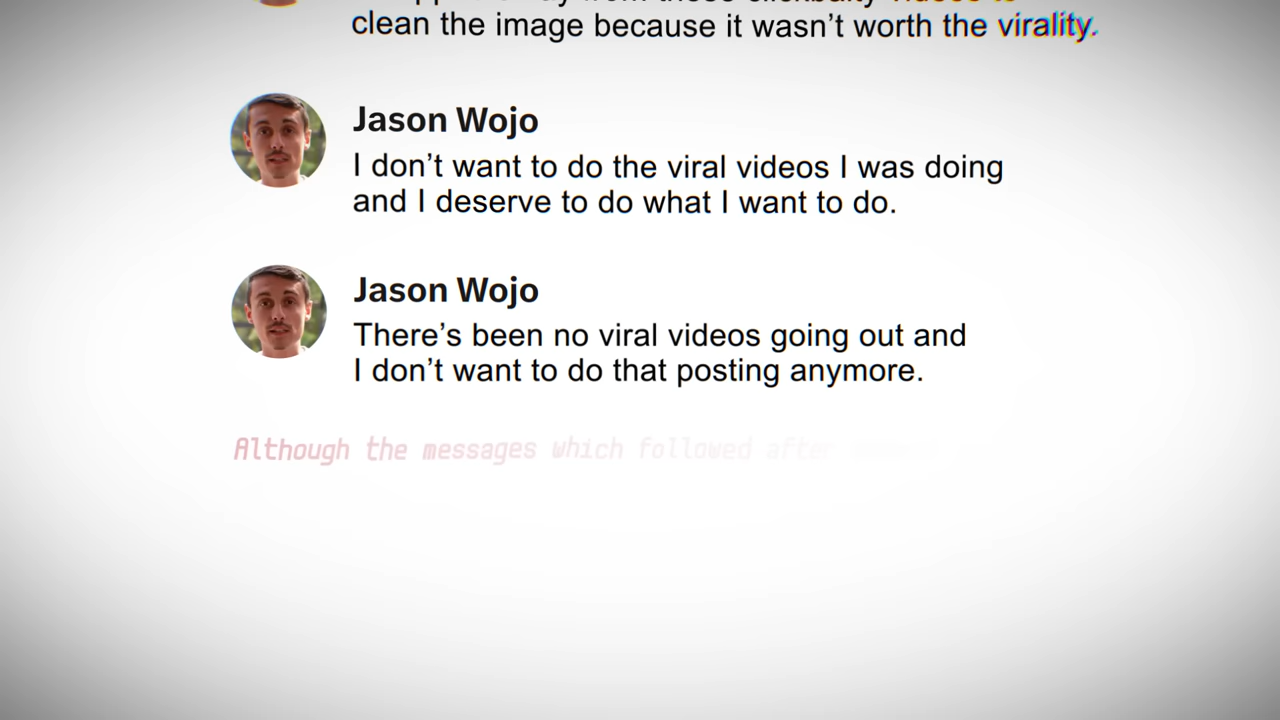 clean the image because it wasn't worth the virality.
Jason Wojo
I don't want to do the viral videos I was doing
and I deserve to do what I want to do.
Jason Wojo
There's been no viral videos going out and
I don't want to do that posting anymore.
Although the messages which followed after